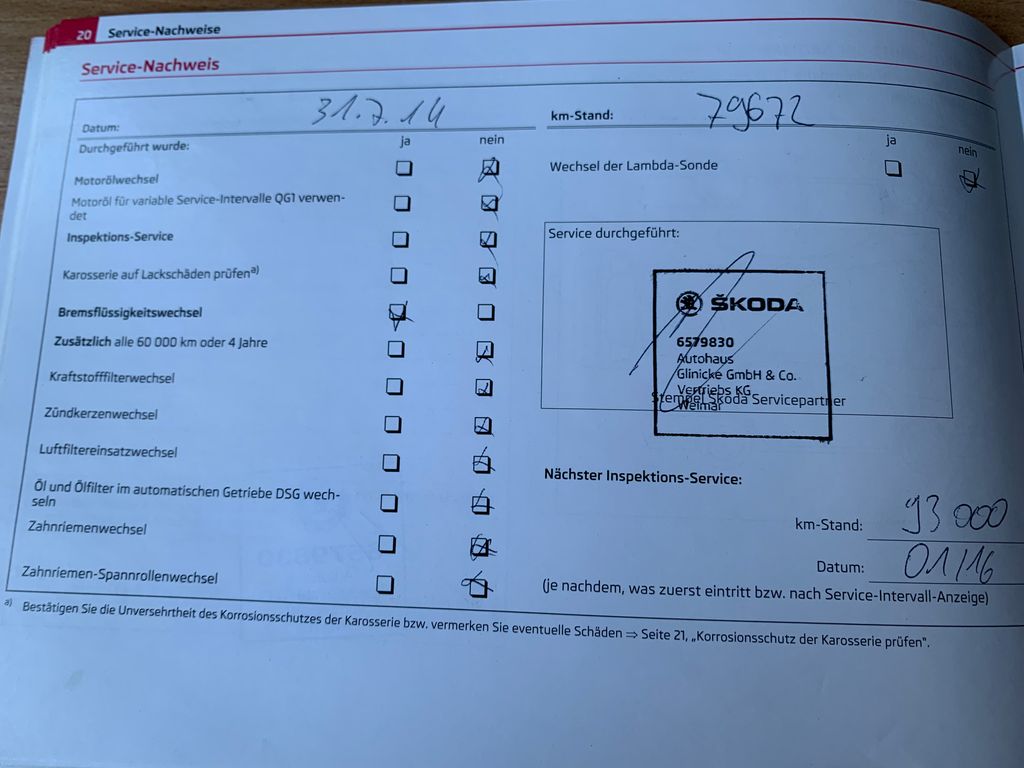 20 Service-Nachweise
Service-Nachweis
Datum: 31.7.14
km-Stand: 79672
Durchgeführt wurde: ja nein
ja nein
Motorölwechsel
Wechsel der Lambda-Sonde
Motoröl für variable Service-Intervalle QG1 verwen-
det
Inspektions-Service
Service durchgeführt:
Karosserie auf Lackschäden prüfen a)
Bremsflüssigkeitswechsel
Zusätzlich alle 60 000 km oder 4 Jahre
Kraftstofffilterwechsel
Zündkerzenwechsel
Luftfiltereinsatzwechsel
Öl und Ölfilter im automatischen Getriebe DSG wech-
seln
Zahnriemenwechsel
Zahnriemen-Spannrollenwechsel
ŠKODA
6579830
Autohaus
Glinicke GmbH & Co.
Vertriebs KG
Stempel Škoda Servicepartner
Weimar
Nächster Inspektions-Service:
km-Stand: 93 000
Datum: 01/16
(je nachdem, was zuerst eintritt bzw. nach Service-Intervall-Anzeige)
a) Bestätigen Sie die Unversehrtheit des Korrosionsschutzes der Karosserie bzw. vermerken Sie eventuelle Schäden ⇒ Seite 21, „Korrosionsschutz der Karosserie prüfen".